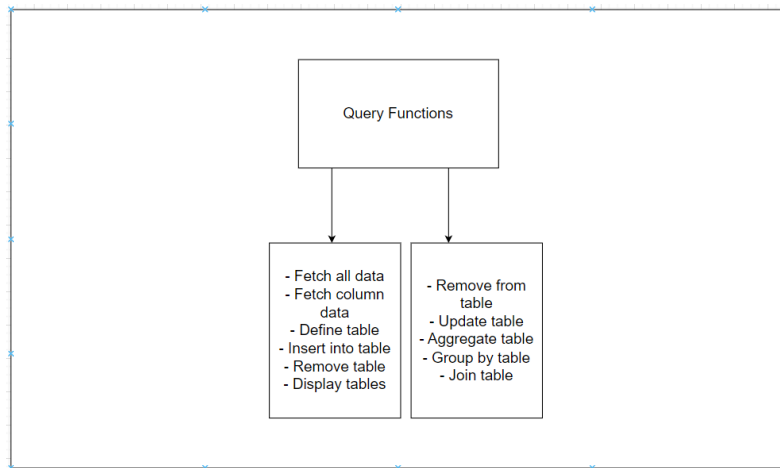 Query Functions
- Fetch all data
- Fetch column
data
- Define table
- Insert into table
- Remove table
- Display tables
- Remove from
table
- Update table
- Aggregate table
- Group by table
- Join table